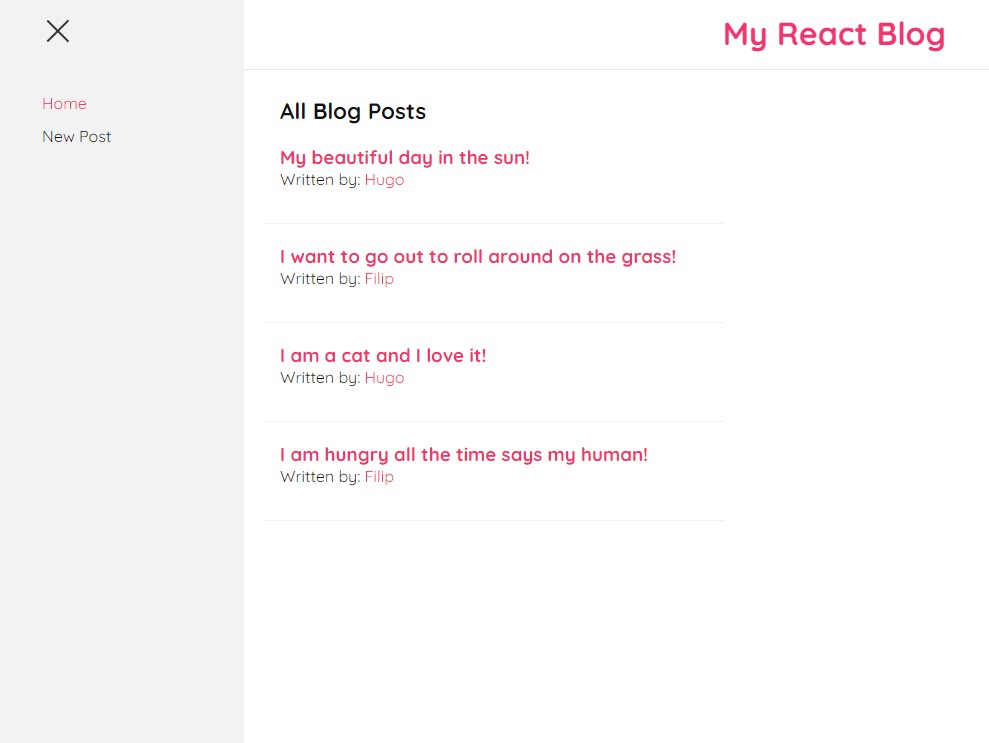 My React Blog
Home
New Post
All Blog Posts
My beautiful day in the sun!
Written by: Hugo
I want to go out to roll around on the grass!
Written by: Filip
I am a cat and I love it!
Written by: Hugo
I am hungry all the time says my human!
Written by: Filip